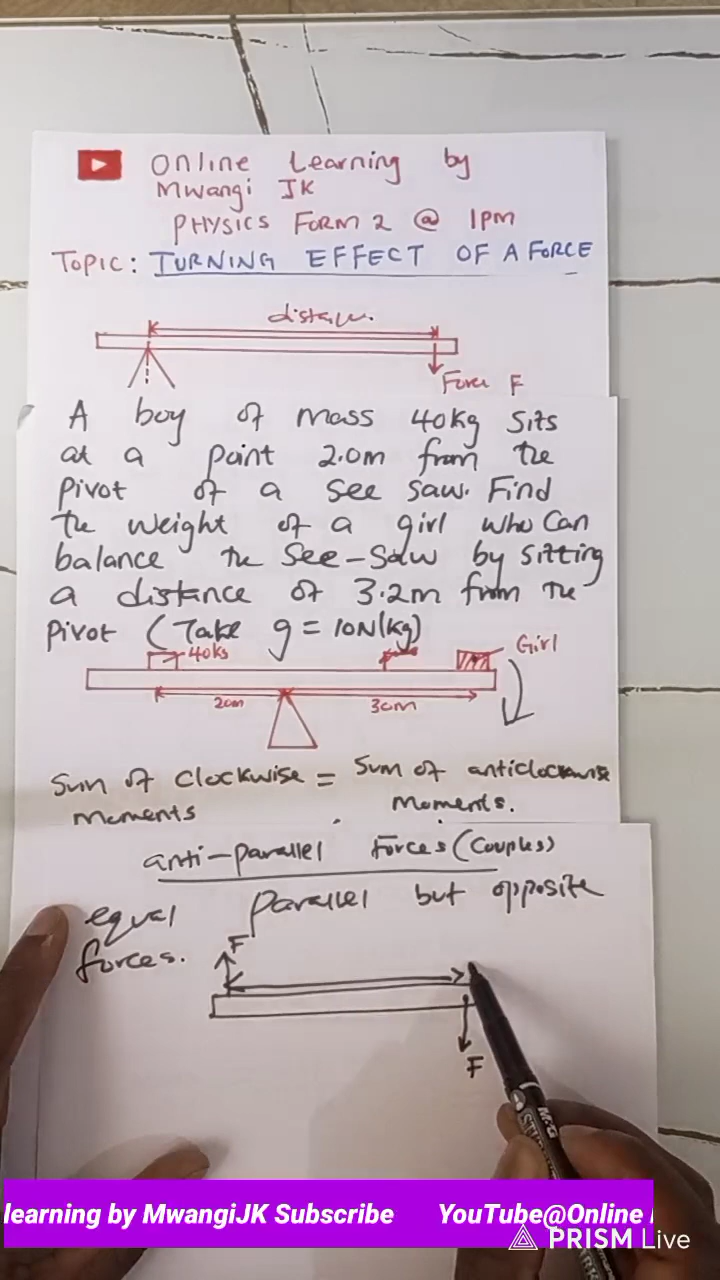 Online Learning by
Mwangi JK
PHYSICS FORM 2 @ 1pm
TOPIC: TURNING EFFECT OF A FORCE
distance.
Force F
A boy of mass 40kg sits
at a point 2.0m from the
pivot of a see saw. Find
the weight of a girl who can
balance the see-saw by sitting
a distance of 3.2m from the
pivot (Take g = 10N/kg)
40kg
Girl
2cm
3cm
Sum of clockwise = Sum of anticlockwise
moments
moments.
anti-parallel Forces (Couples)
equal parallel but opposite
forces.
F
F
learning by MwangiJK Subscribe YouTube@Online
PRISM Live